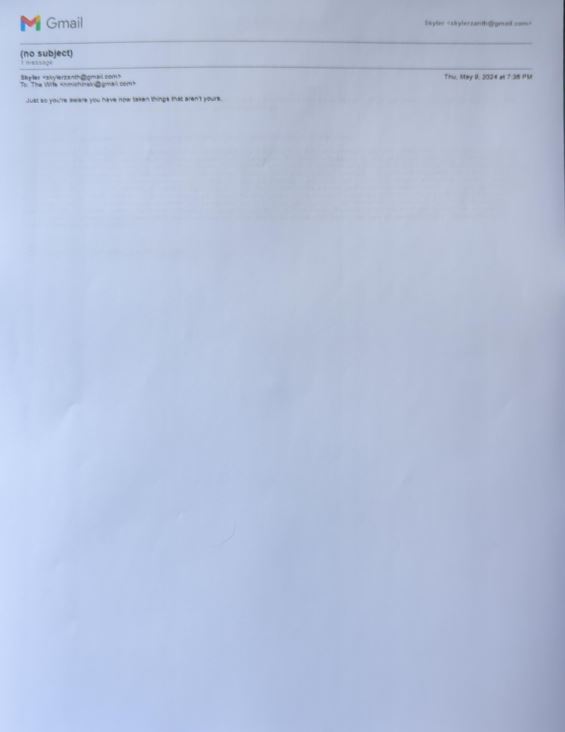 Gmail
Skyler <skylerzanth@gmail.com>
(no subject)
1 message
Skyler <skylerzanth@gmail.com>
Thu, May 9, 2024 at 7:36 PM
To: The Wife <hmichinski@gmail.com>
Just so you're aware you have now taken things that aren't yours.